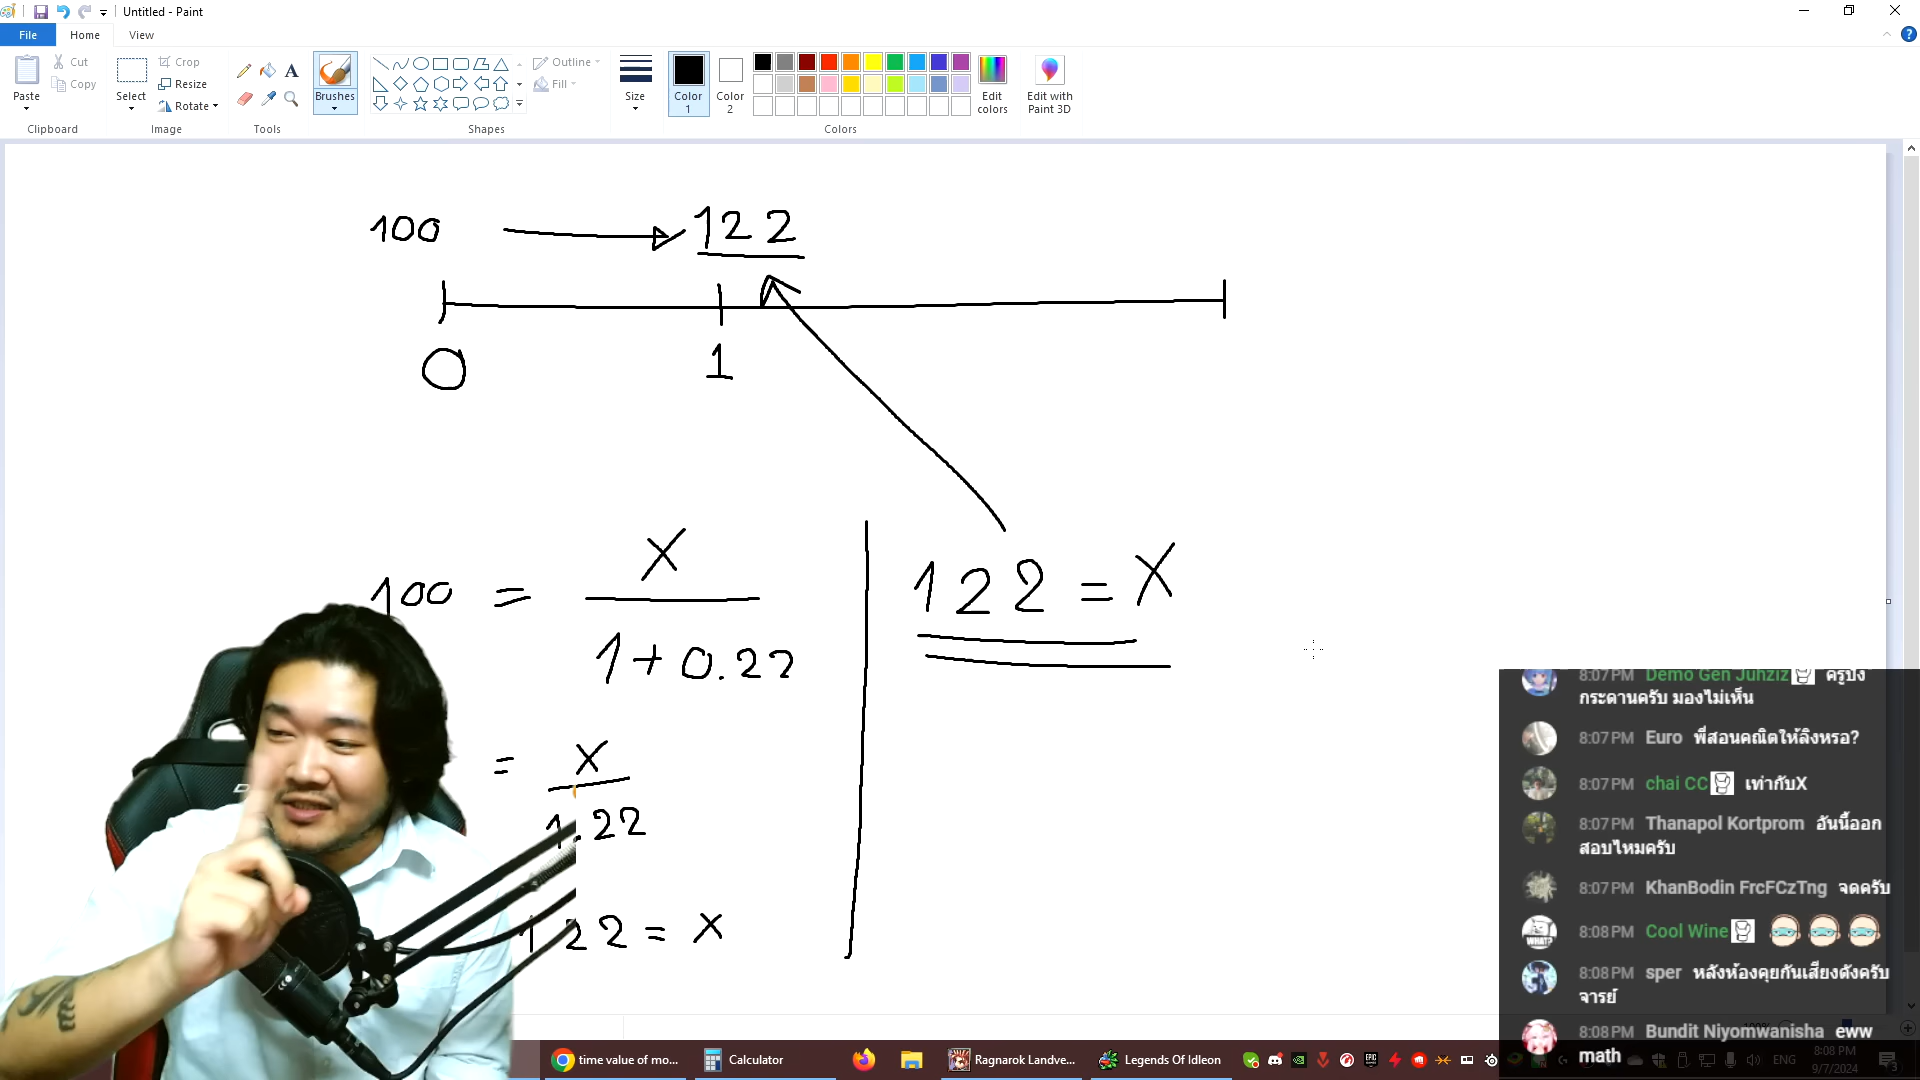 Untitled - Paint
File Home View
Paste Cut Copy
Select Crop Resize Rotate
Brushes
Outline Fill
Size
Color 1
Color 2
Edit colors
Edit with Paint 3D
Clipboard Image Tools Shapes Colors
100 122
0 1
100 = X
1+0.22
122 = X
= X
1.22
122 = X
8:07 PM Demo Gen Juhziz ครูบัง
กระดานครับ มองไม่เห็น
8:07 PM Euro พี่สอนคณิตให้ลิงหรอ?
8:07 PM chai CC เท่ากับX
8:07 PM Thanapol Kortprom อันนี้ออก
สอบไหมครับ
8:07 PM KhanBodin FrcFCzTng จดครับ
8:08 PM Cool Wine
WHAT?
8:08 PM sper หลังห้องคุยกันเสียงดังครับ
จารย์
8:08 PM Bundit Niyomwanisha eww
math
time value of mo...
Calculator
Ragnarok Landve...
Legends Of Idleon
ENG
8:08 PM
9/7/2024